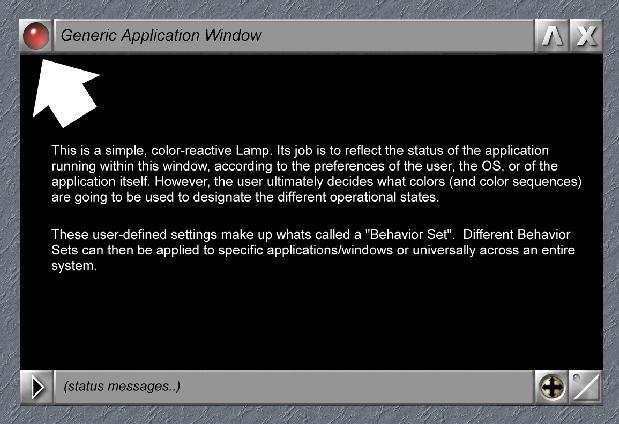 Generic Application Window
This is a simple, color-reactive Lamp. Its job is to reflect the status of the application
running within this window, according to the preferences of the user, the OS, or of the
application itself. However, the user ultimately decides what colors (and color sequences)
are going to be used to designate the different operational states.
These user-defined settings make up whats called a "Behavior Set".  Different Behavior
Sets can then be applied to specific applications/windows or universally across an entire
system.
(status messages..)